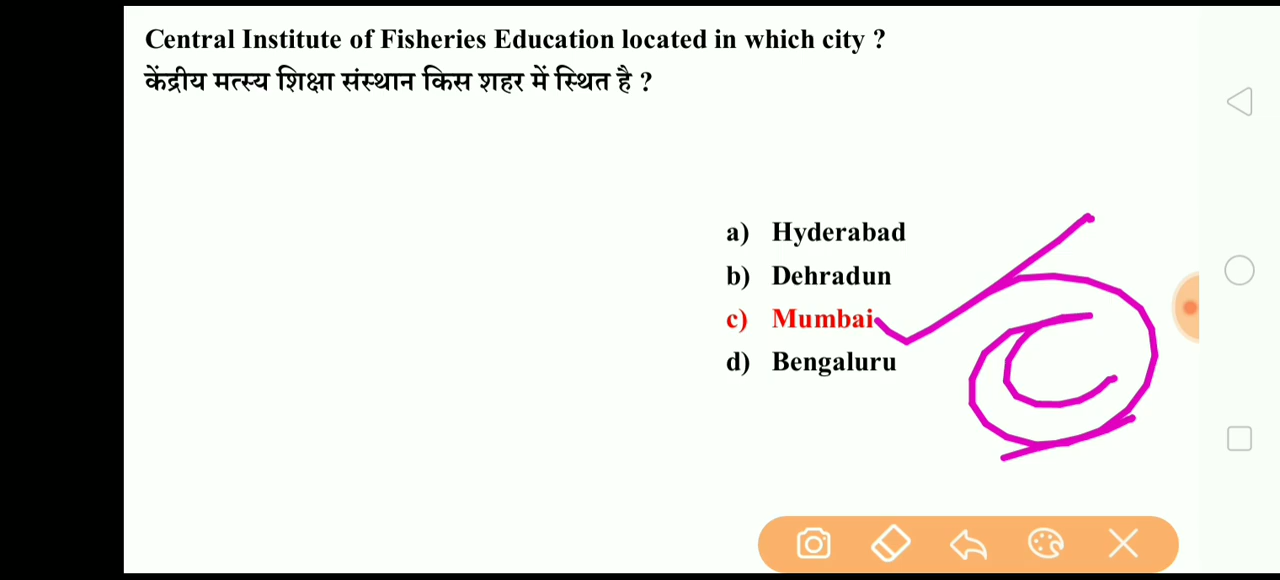 Central Institute of Fisheries Education located in which city ?
केंद्रीय मत्स्य शिक्षा संस्थान किस शहर में स्थित है ?
a) Hyderabad
b) Dehradun
c) Mumbai
d) Bengaluru
C